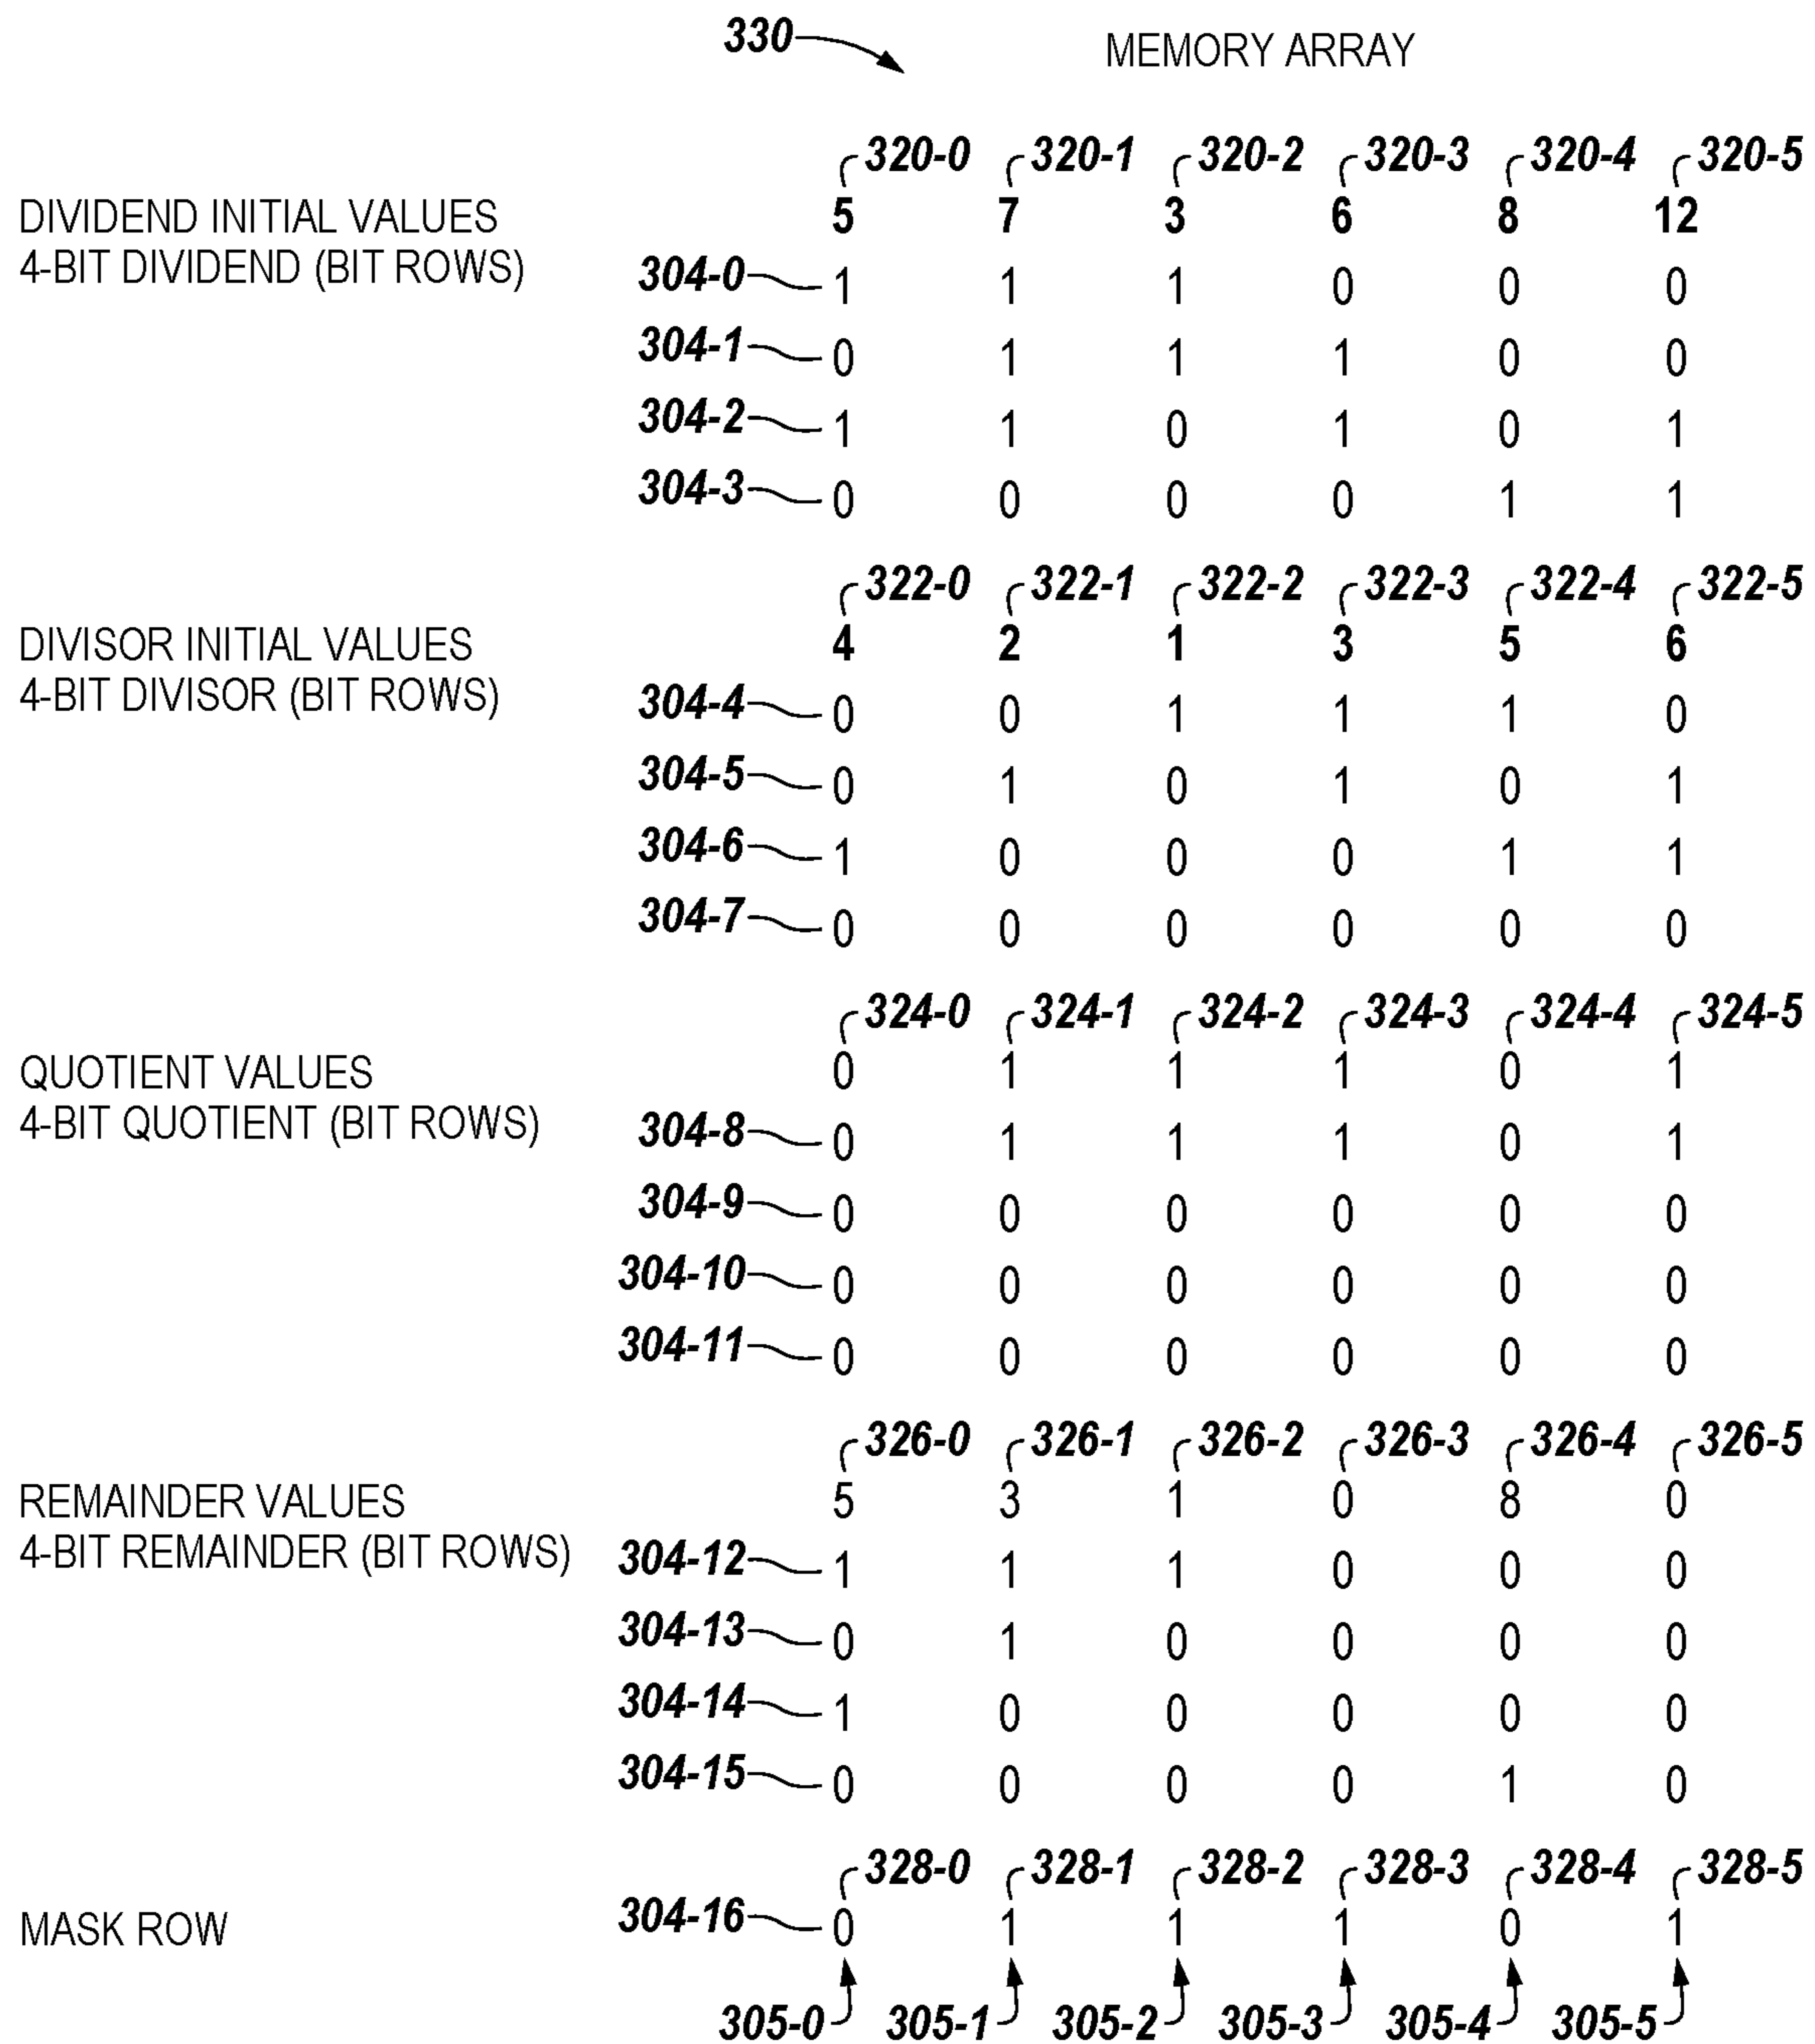 330 MEMORY ARRAY
320-0 320-1 320-2 320-3 320-4 320-5
DIVIDEND INITIAL VALUES 5 7 3 6 8 12
4-BIT DIVIDEND (BIT ROWS) 304-0 1 1 1 0 0 0
304-1 0 1 1 1 0 0
304-2 1 1 0 1 0 1
304-3 0 0 0 0 1 1
322-0 322-1 322-2 322-3 322-4 322-5
DIVISOR INITIAL VALUES 4 2 1 3 5 6
4-BIT DIVISOR (BIT ROWS) 304-4 0 0 1 1 1 0
304-5 0 1 0 1 0 1
304-6 1 0 0 0 1 1
304-7 0 0 0 0 0 0
324-0 324-1 324-2 324-3 324-4 324-5
QUOTIENT VALUES 0 1 1 1 0 1
4-BIT QUOTIENT (BIT ROWS) 304-8 0 1 1 1 0 1
304-9 0 0 0 0 0 0
304-10 0 0 0 0 0 0
304-11 0 0 0 0 0 0
326-0 326-1 326-2 326-3 326-4 326-5
REMAINDER VALUES 5 3 1 0 8 0
4-BIT REMAINDER (BIT ROWS) 304-12 1 1 1 0 0 0
304-13 0 1 0 0 0 0
304-14 1 0 0 0 0 0
304-15 0 0 0 0 1 0
328-0 328-1 328-2 328-3 328-4 328-5
MASK ROW 304-16 0 1 1 1 0 1
305-0 305-1 305-2 305-3 305-4 305-5